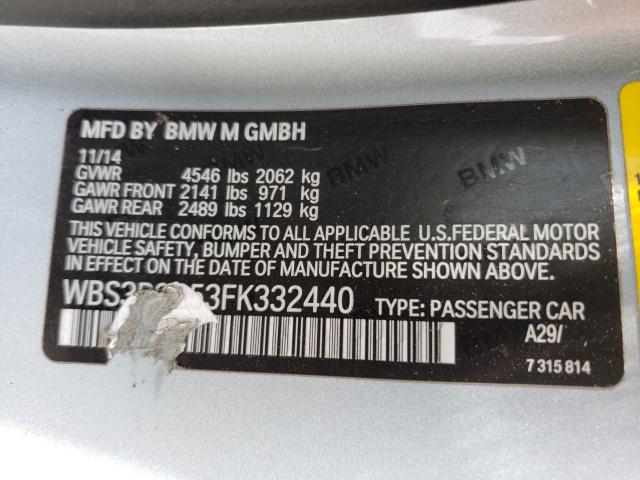 MFD BY BMW M GMBH
11/14
GVWR 4546 lbs 2062 kg
GAWR FRONT 2141 lbs 971 kg
GAWR REAR 2489 lbs 1129 kg
THIS VEHICLE CONFORMS TO ALL APPLICABLE U.S.FEDERAL MOTOR
VEHICLE SAFETY, BUMPER AND THEFT PREVENTION STANDARDS
IN EFFECT ON THE DATE OF MANUFACTURE SHOWN ABOVE.
TYPE: PASSENGER CAR
A29/
7 315 814
BMW
BMW